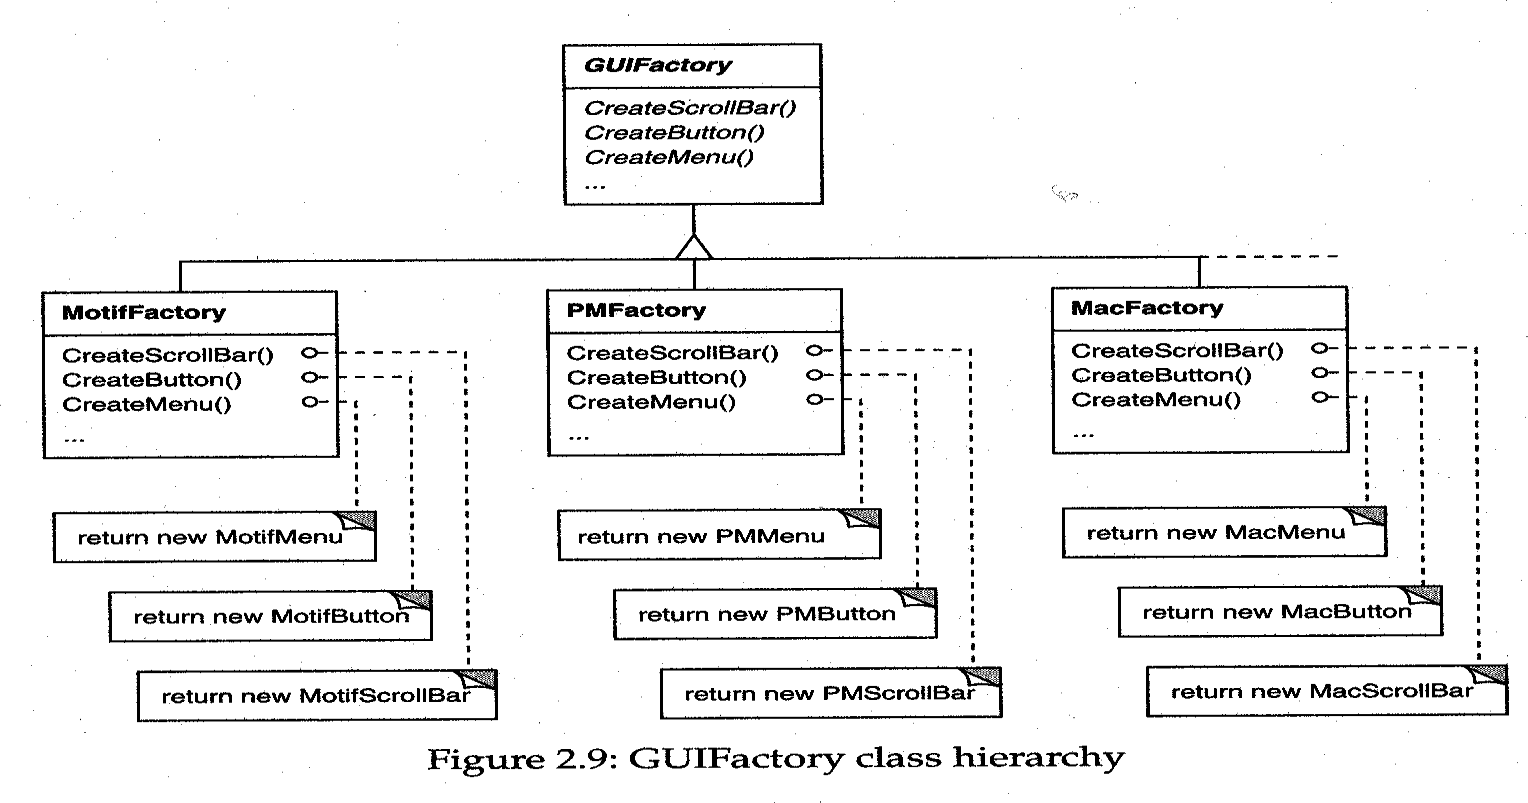 GUIFactory
CreateScrollBar()
CreateButton()
CreateMenu()
...
MotifFactory
CreateScrollBar()
CreateButton()
CreateMenu()
...
PMFactory
CreateScrollBar()
CreateButton()
CreateMenu()
...
MacFactory
CreateScrollBar()
CreateButton()
CreateMenu()
...
return new MotifMenu
return new MotifButton
return new MotifScrollBar
return new PMMenu
return new PMButton
return new PMScrollBar
return new MacMenu
return new MacButton
return new MacScrollBar
Figure 2.9: GUIFactory class hierarchy